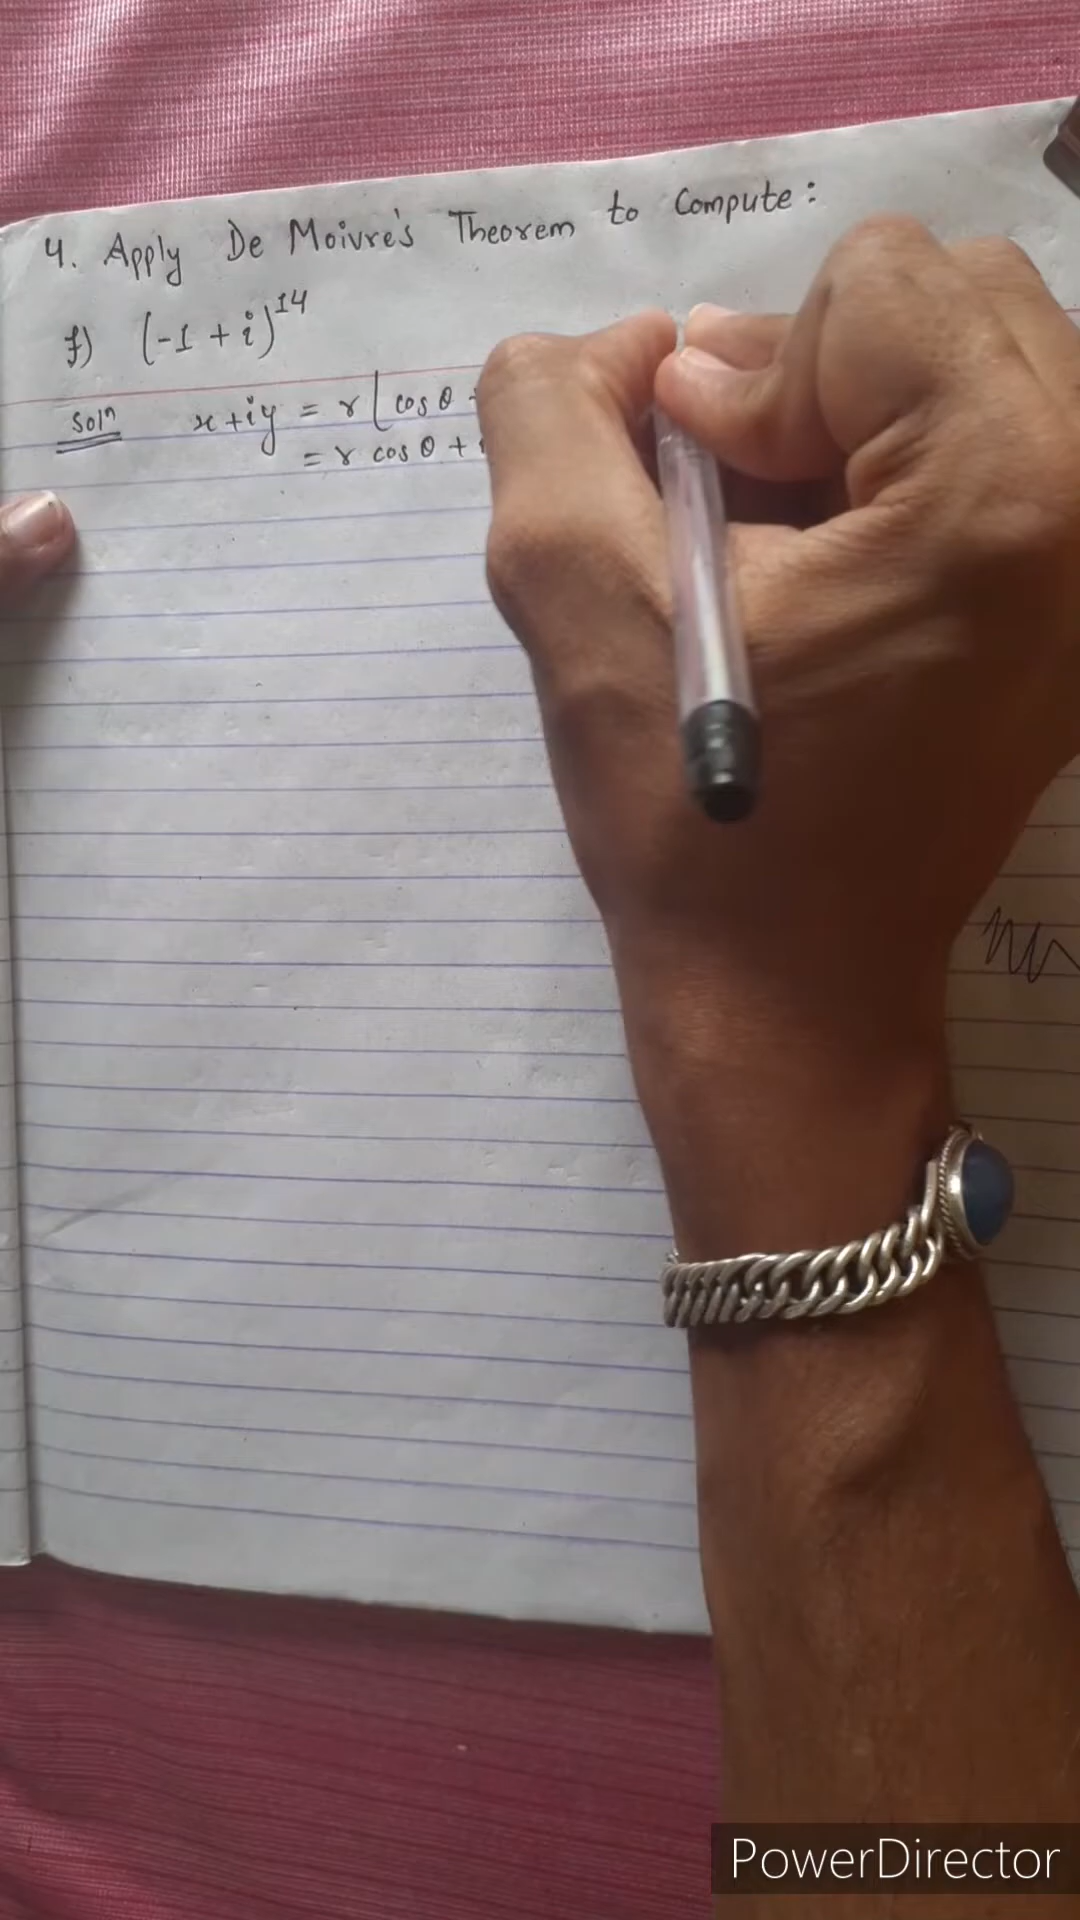 4. Apply De Moivre's Theorem to Compute:
f) (-1 + i)^14
Solⁿ x+iy = r [cos θ +
= r cos θ +
PowerDirector